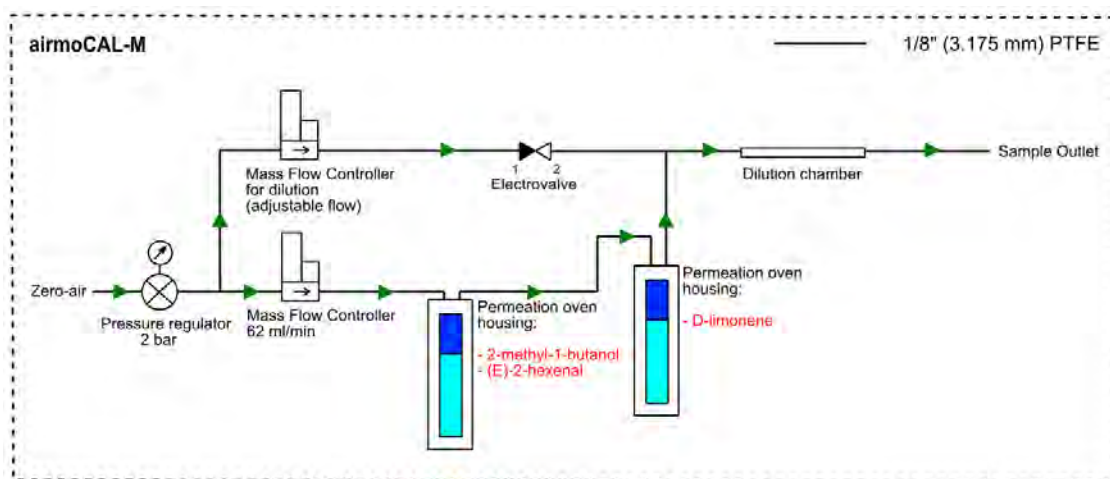 airmoCAL-M
1/8" (3.175 mm) PTFE
Mass Flow Controller
for dilution
(adjustable flow)
1
2
Electrovalve
Dilution chamber
Sample Outlet
Zero-air
Pressure regulator
2 bar
Mass Flow Controller
62 ml/min
Permeation oven
housing:
- 2-methyl-1-butanol
- (E)-2-hexenal
Permeation oven
housing:
- D-limonene